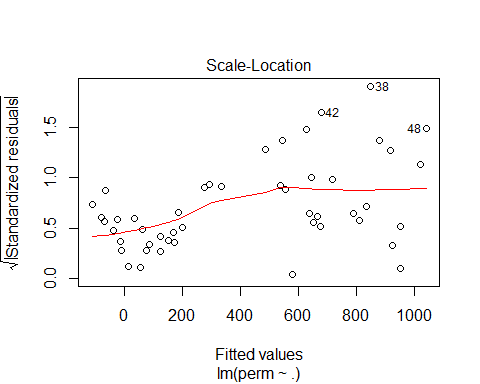 Scale-Location
√|Standardized residuals|
0.0 0.5 1.0 1.5
38
42
48
0 200 400 600 800 1000
Fitted values
lm(perm ~ .)